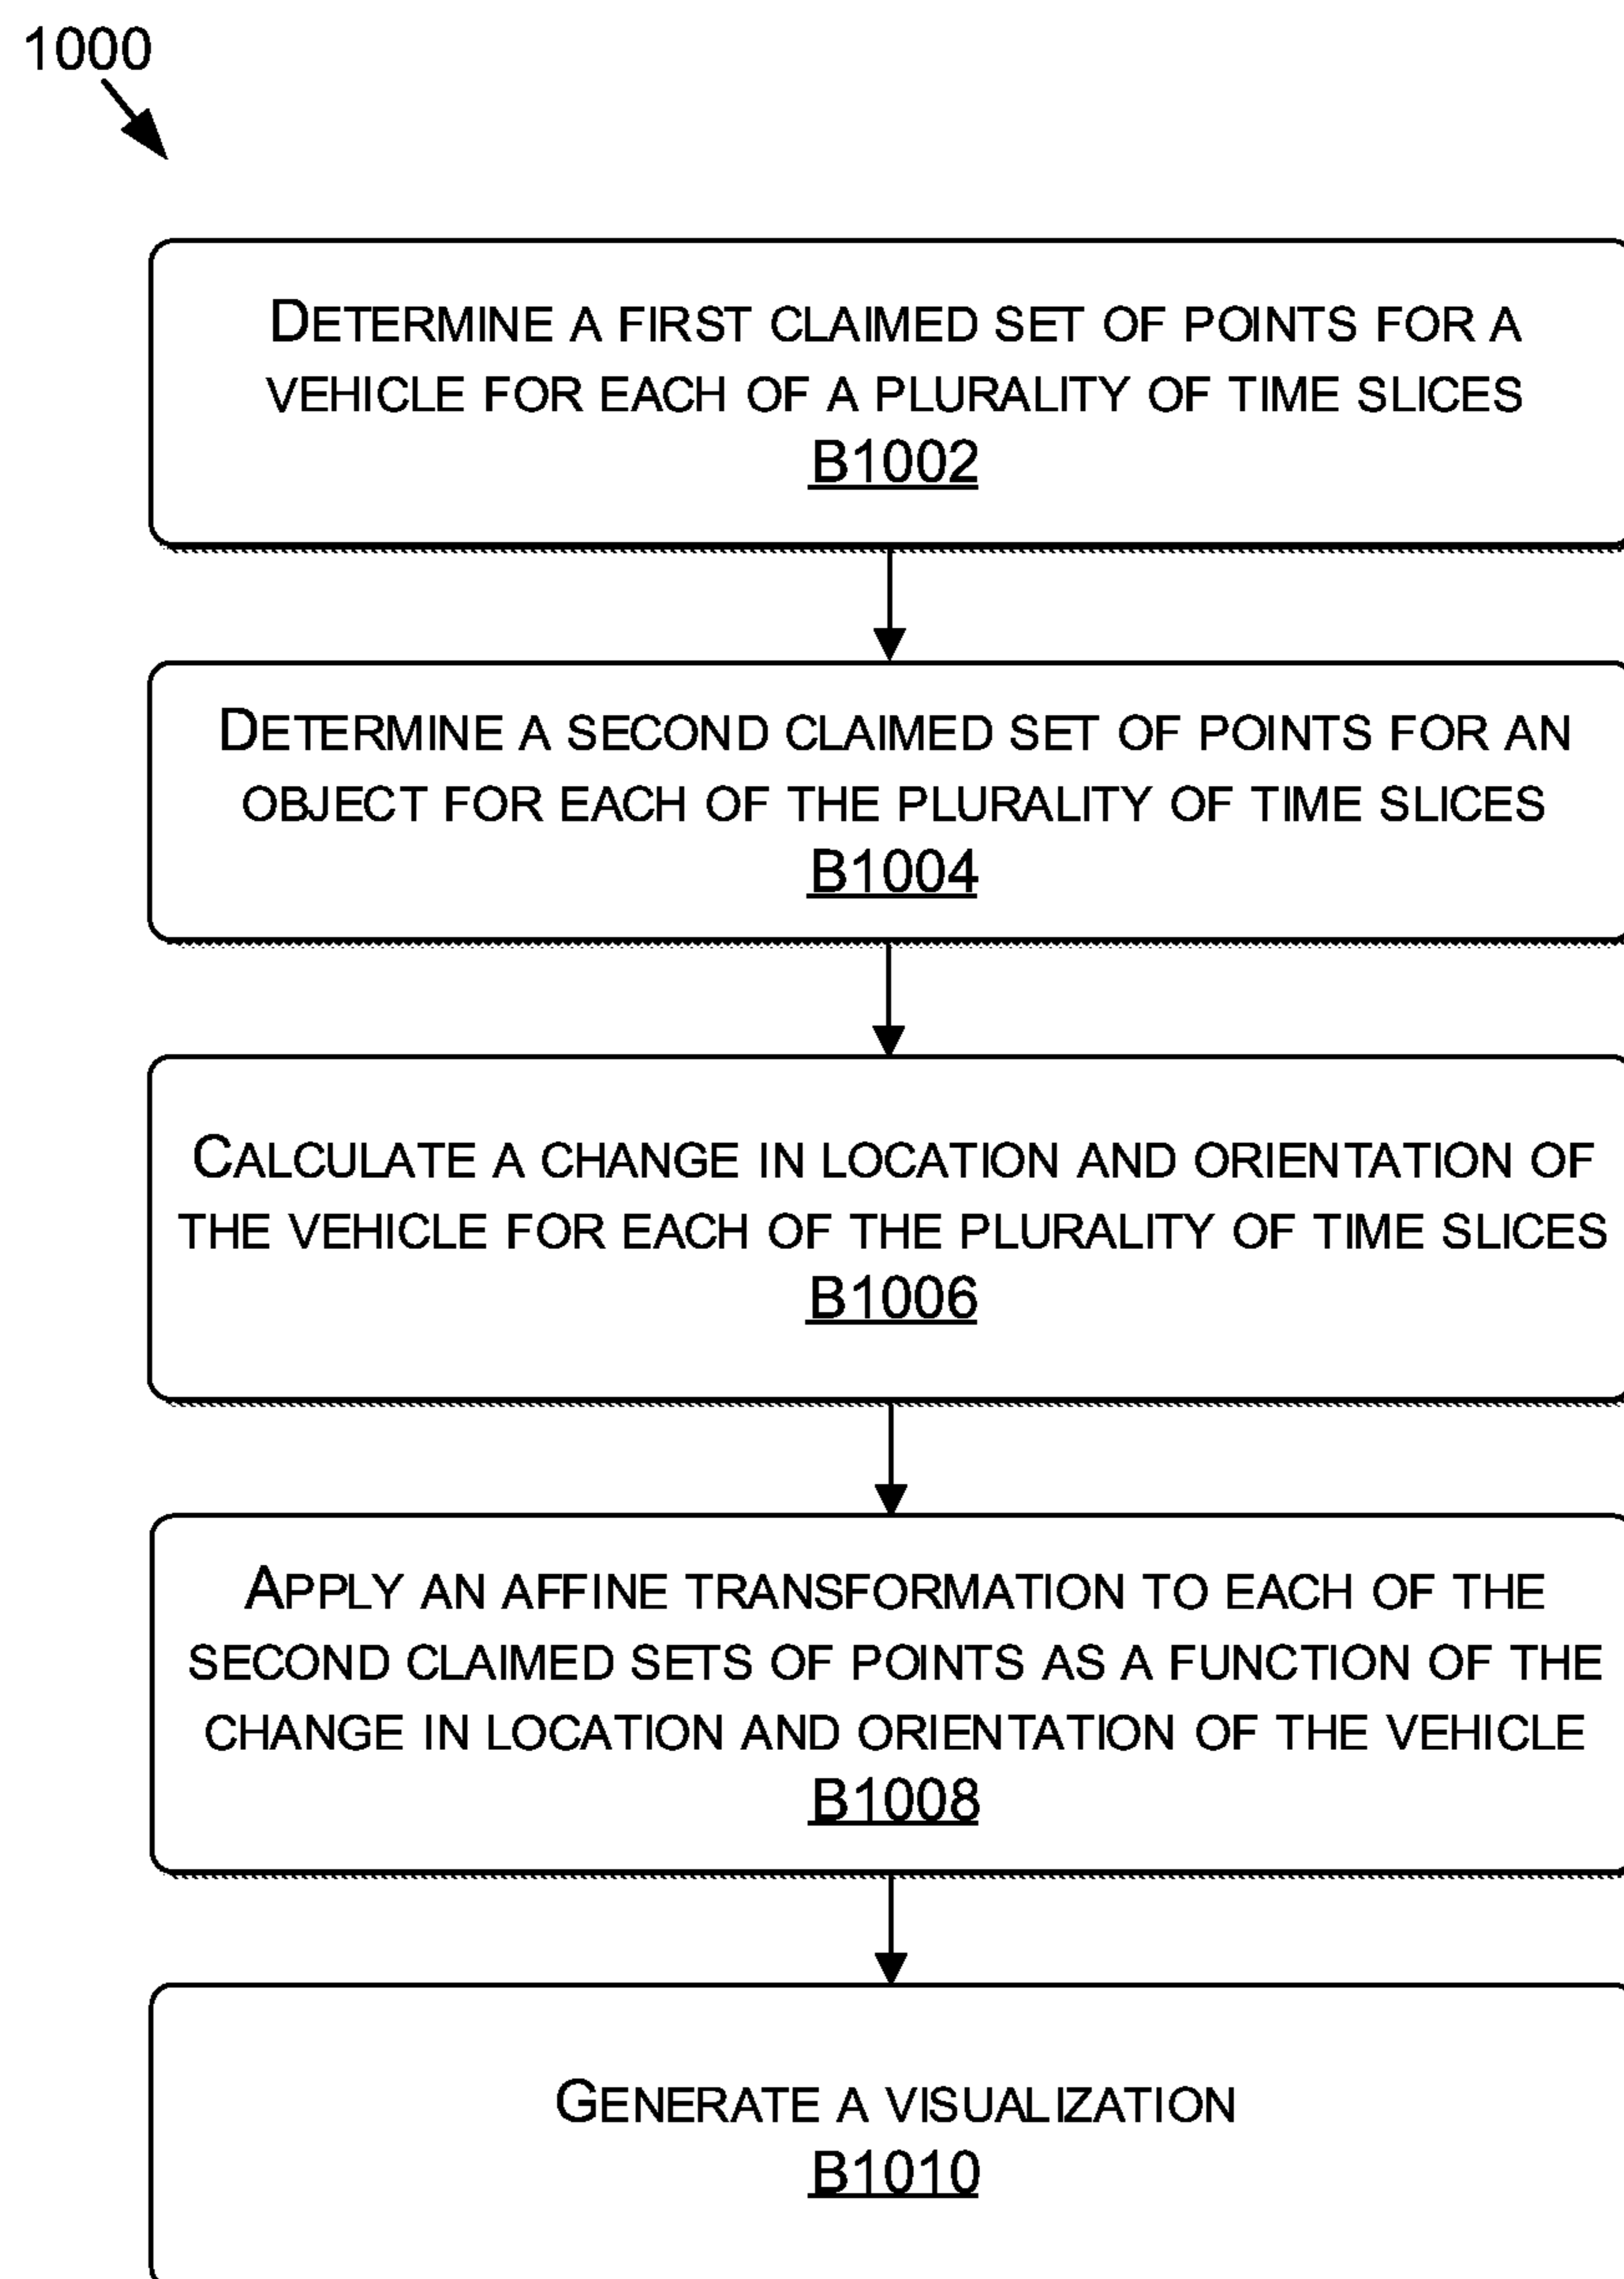 1000
DETERMINE A FIRST CLAIMED SET OF POINTS FOR A
VEHICLE FOR EACH OF A PLURALITY OF TIME SLICES
B1002
DETERMINE A SECOND CLAIMED SET OF POINTS FOR AN
OBJECT FOR EACH OF THE PLURALITY OF TIME SLICES
B1004
CALCULATE A CHANGE IN LOCATION AND ORIENTATION OF
THE VEHICLE FOR EACH OF THE PLURALITY OF TIME SLICES
B1006
APPLY AN AFFINE TRANSFORMATION TO EACH OF THE
SECOND CLAIMED SETS OF POINTS AS A FUNCTION OF THE
CHANGE IN LOCATION AND ORIENTATION OF THE VEHICLE
B1008
GENERATE A VISUALIZATION
B1010